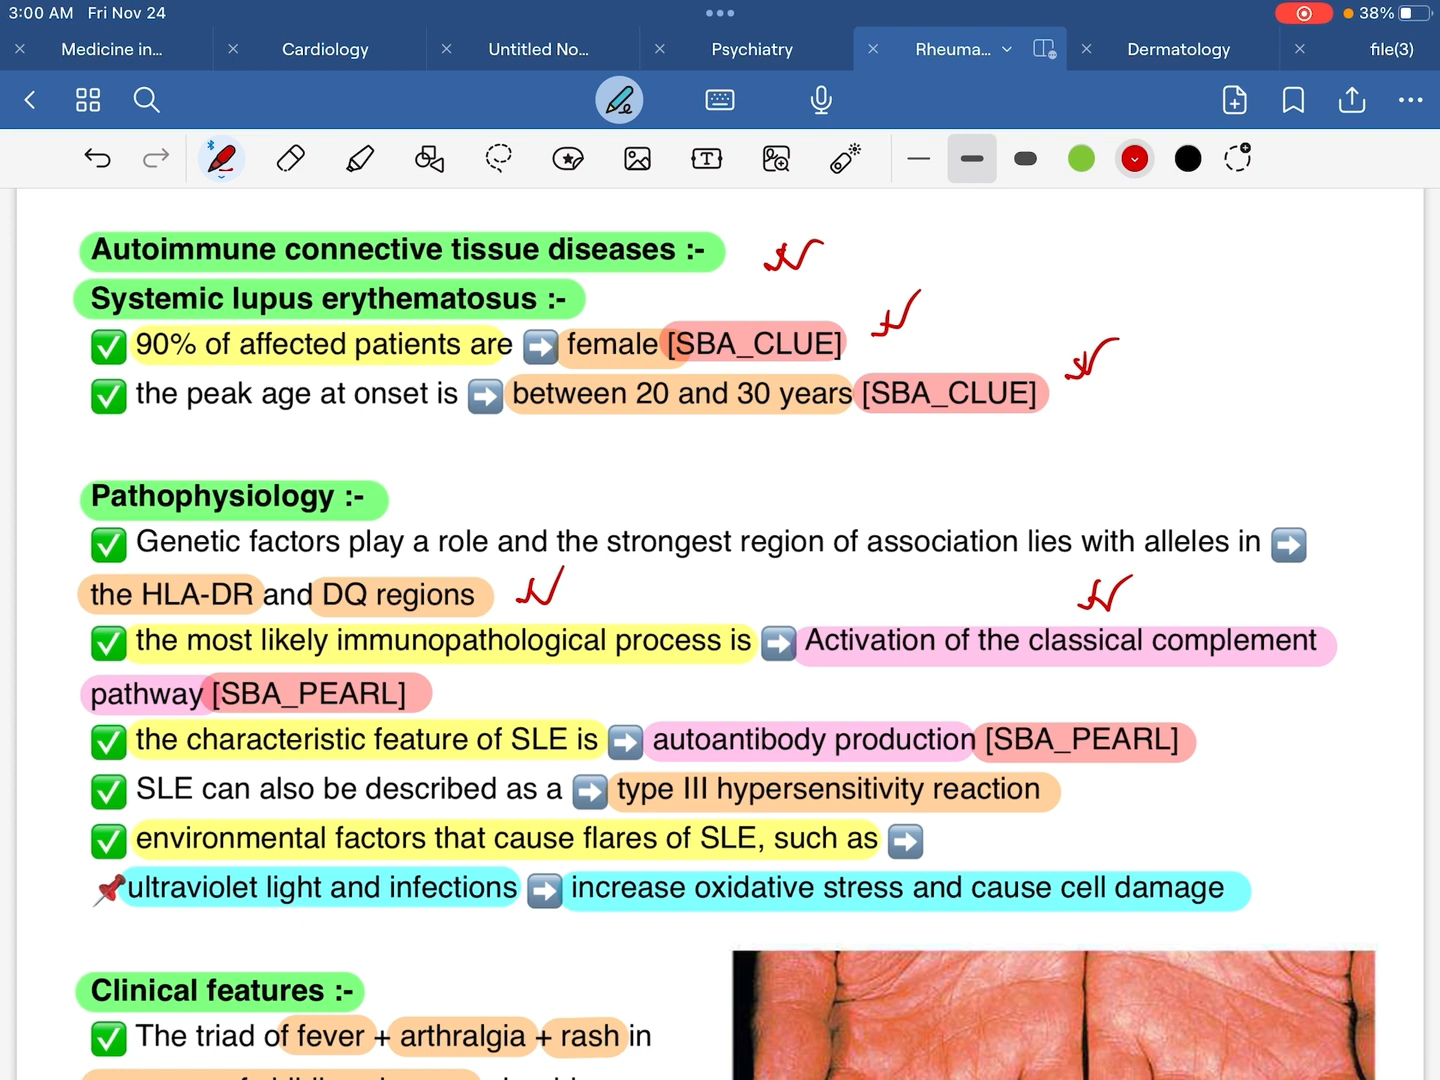 3:00 AM Fri Nov 24
38%
Medicine in...
Cardiology
Untitled No...
Psychiatry
Rheuma...
Dermatology
file(3)
Autoimmune connective tissue diseases :-
Systemic lupus erythematosus :-
✅ 90% of affected patients are ➡️ female [SBA_CLUE]
✅ the peak age at onset is ➡️ between 20 and 30 years [SBA_CLUE]
Pathophysiology :-
✅ Genetic factors play a role and the strongest region of association lies with alleles in ➡️
the HLA-DR and DQ regions
✅ the most likely immunopathological process is ➡️ Activation of the classical complement
pathway [SBA_PEARL]
✅ the characteristic feature of SLE is ➡️ autoantibody production [SBA_PEARL]
✅ SLE can also be described as a ➡️ type III hypersensitivity reaction
✅ environmental factors that cause flares of SLE, such as ➡️
📌ultraviolet light and infections ➡️ increase oxidative stress and cause cell damage
Clinical features :-
✅ The triad of fever + arthralgia + rash in